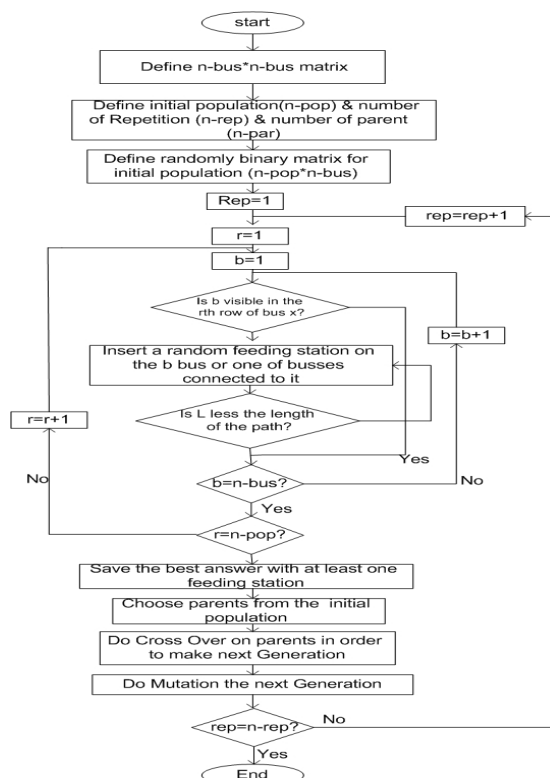 start
Define n-bus*n-bus matrix
Define initial population(n-pop) & number
of Repetition (n-rep) & number of parent
(n-par)
Define randomly binary matrix for
initial population (n-pop*n-bus)
Rep=1
rep=rep+1
r=1
b=1
Is b visible in the
rth row of bus x?
b=b+1
Insert a random feeding station on
the b bus or one of busses
connected to it
Is L less the length
of the path?
r=r+1
Yes
b=n-bus?
No
No
Yes
r=n-pop?
Save the best answer with at least one
feeding station
Choose parents from the initial
population
Do Cross Over on parents in order
to make next Generation
Do Mutation the next Generation
rep=n-rep?
No
Yes
End